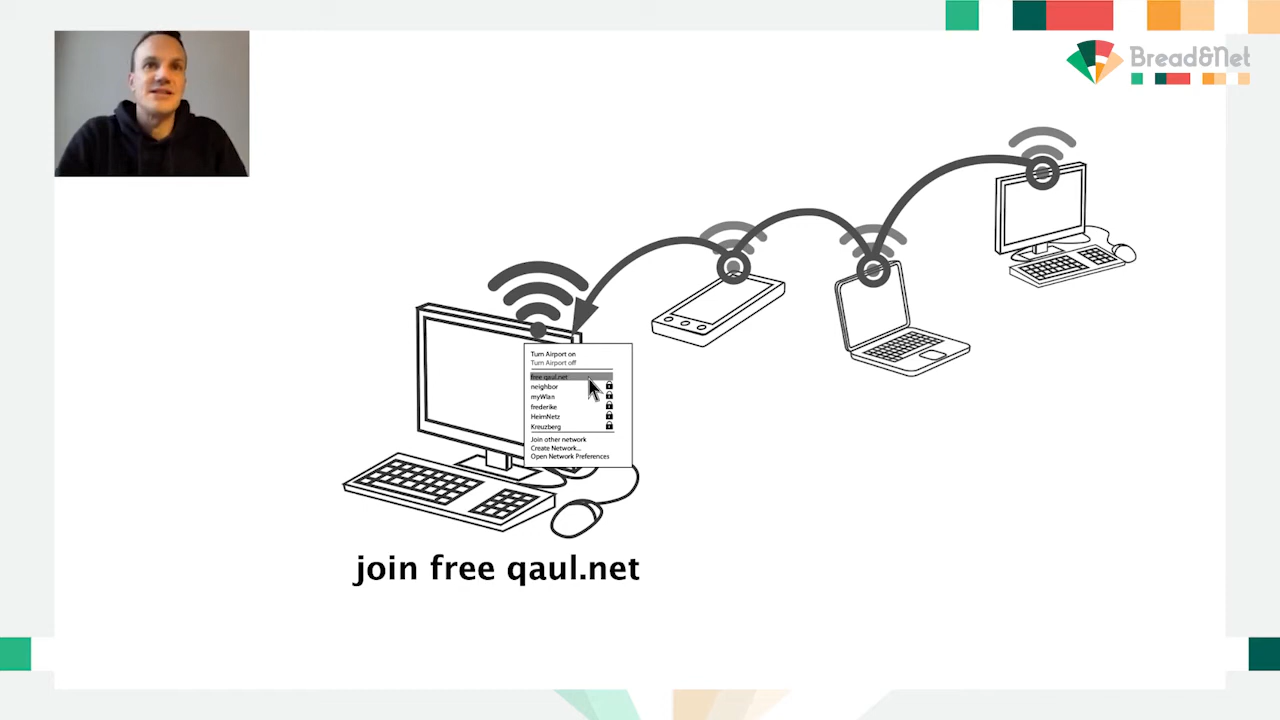 Bread&Net
Turn Airport on
Turn Airport off
free qaul.net
neighbor
myWlan
frederike
HeimNetz
Kreuzberg
Join other network
Create Network...
Open Network Preferences
join free qaul.net